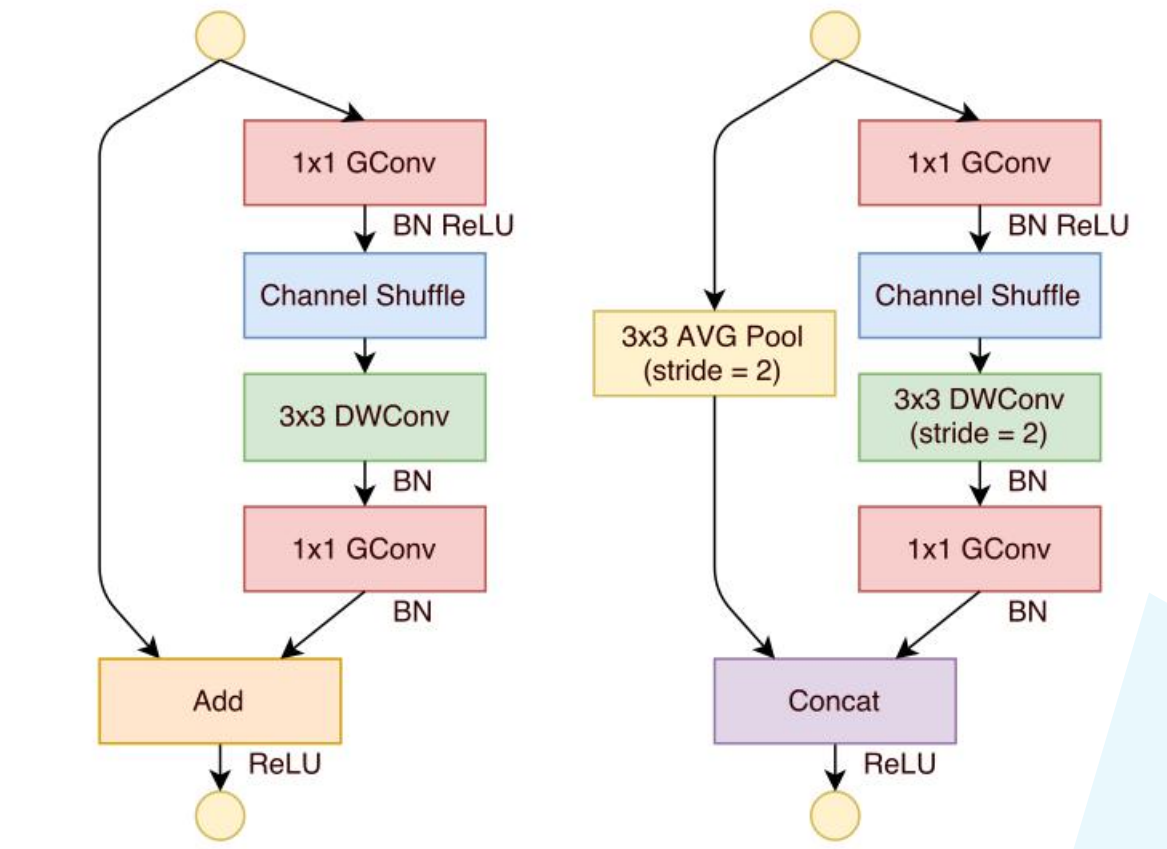 1x1 GConv
BN ReLU
Channel Shuffle
3x3 DWConv
BN
1x1 GConv
BN
Add
ReLU
1x1 GConv
BN ReLU
Channel Shuffle
3x3 AVG Pool
(stride = 2)
3x3 DWConv
(stride = 2)
BN
1x1 GConv
BN
Concat
ReLU